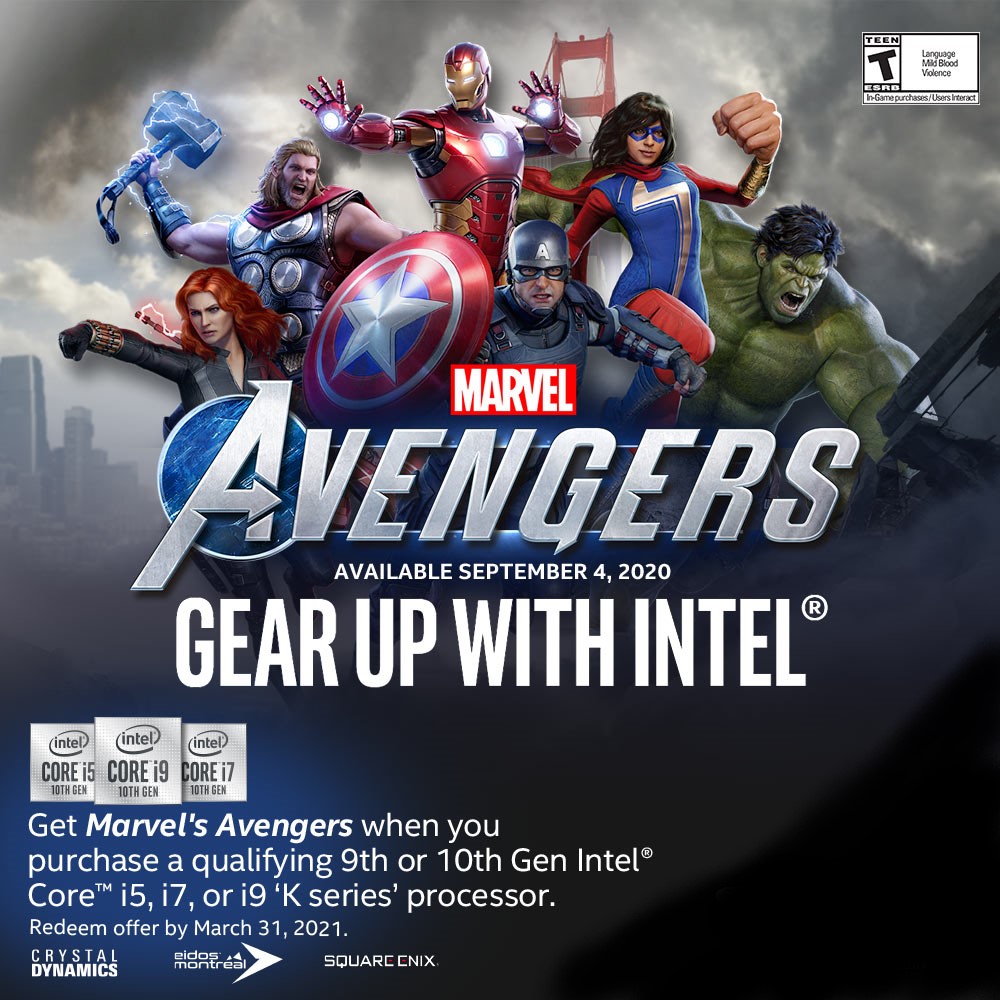 TEEN
T
ESRB
Language
Mild Blood
Violence
In-Game purchases/Users Interact
A
MARVEL
AVENGERS
AVAILABLE SEPTEMBER 4, 2020
GEAR UP WITH INTEL®
intel
CORE i5
10TH GEN
intel
CORE i9
10TH GEN
intel
CORE i7
10TH GEN
Get Marvel's Avengers when you
purchase a qualifying 9th or 10th Gen Intel®
Core™ i5, i7, or i9 ‘K series’ processor.
Redeem offer by March 31, 2021.
CRYSTAL
DYNAMICS
eidos
montréal
SQUARE ENIX.